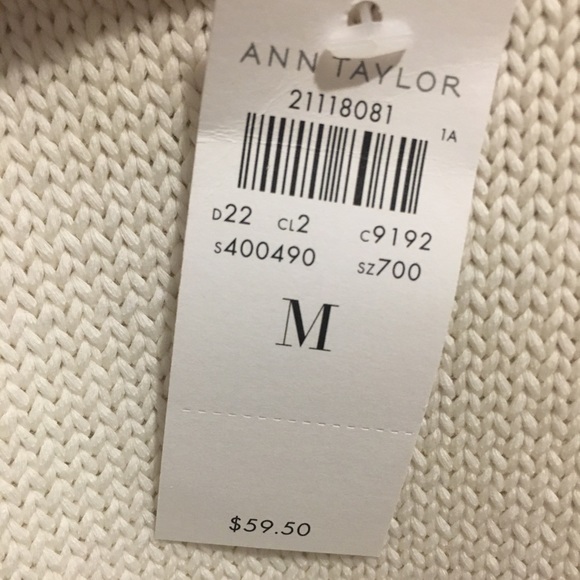 ANN TAYLOR
21118081
1A
D22 CL2 C9192
S400490 SZ700
M
$59.50